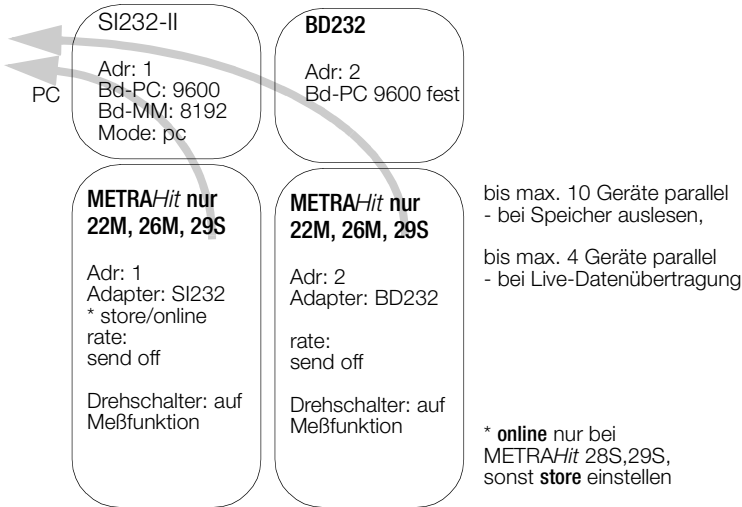 SI232-II
Adr: 1
Bd-PC: 9600
Bd-MM: 8192
Mode: pc
BD232
Adr: 2
Bd-PC 9600 fest
PC
METRAHit nur
22M, 26M, 29S
Adr: 1
Adapter: SI232
* store/online
rate:
send off
Drehschalter: auf
Meßfunktion
METRAHit nur
22M, 26M, 29S
Adr: 2
Adapter: BD232
rate:
send off
Drehschalter: auf
Meßfunktion
bis max. 10 Geräte parallel
- bei Speicher auslesen,
bis max. 4 Geräte parallel
- bei Live-Datenübertragung
* online nur bei
METRAHit 28S,29S,
sonst store einstellen